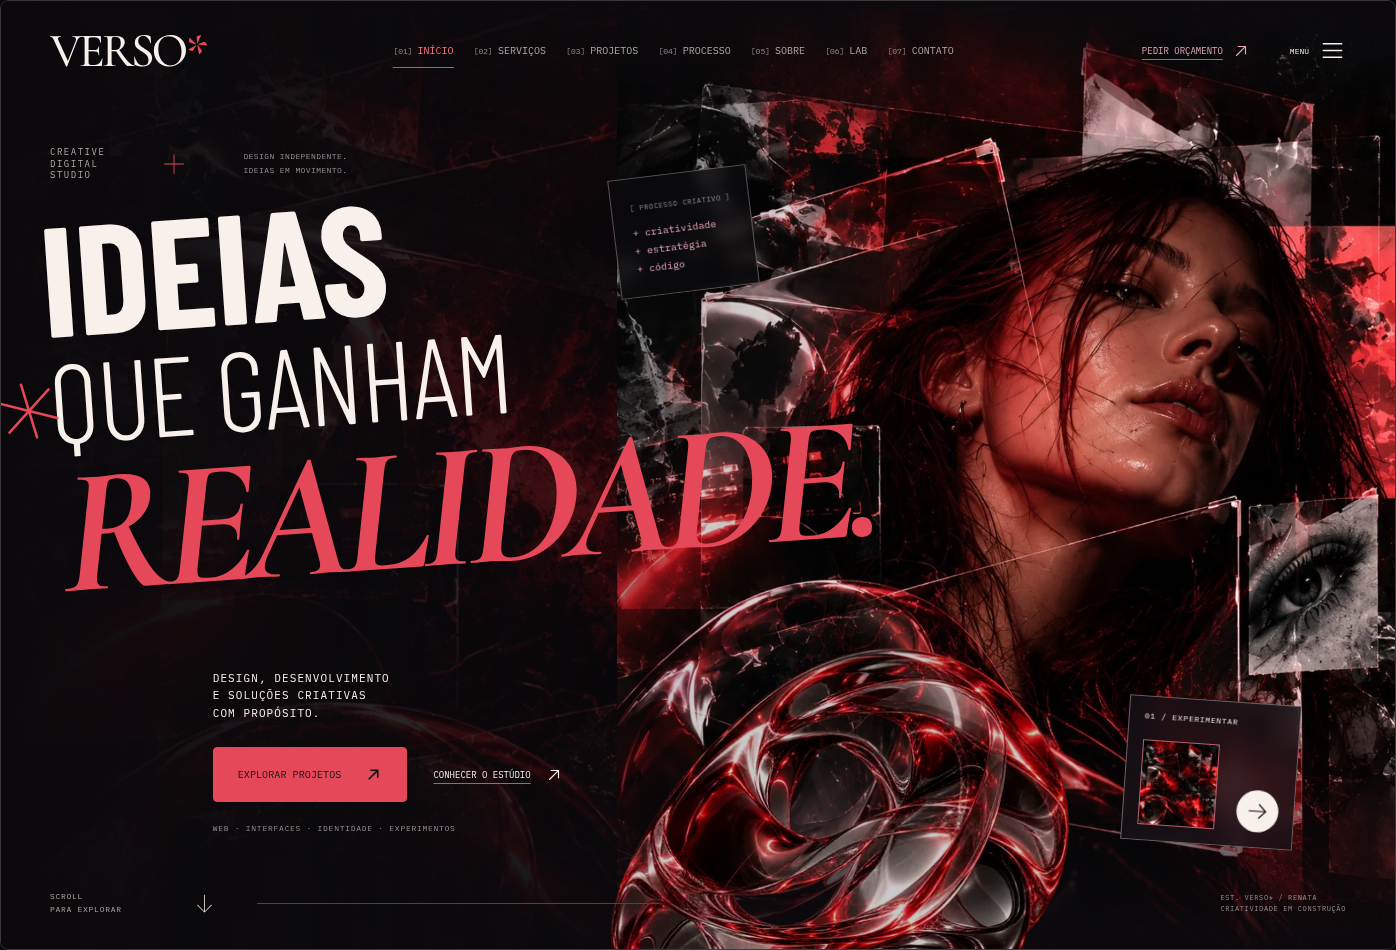 VERSO*
[01] INÍCIO [02] SERVIÇOS [03] PROJETOS [04] PROCESSO [05] SOBRE [06] LAB [07] CONTATO
PEDIR ORÇAMENTO
MENU
CREATIVE
DIGITAL
STUDIO
DESIGN INDEPENDENTE.
IDEIAS EM MOVIMENTO.
IDEIAS
QUE GANHAM
REALIDADE.
[ PROCESSO CRIATIVO ]
+ criatividade
+ estratégia
+ código
DESIGN, DESENVOLVIMENTO
E SOLUÇÕES CRIATIVAS
COM PROPÓSITO.
EXPLORAR PROJETOS
CONHECER O ESTÚDIO
WEB · INTERFACES · IDENTIDADE · EXPERIMENTOS
01 / EXPERIMENTAR
SCROLL
PARA EXPLORAR
EST. VERSO* / RENATA
CRIATIVIDADE EM CONSTRUÇÃO